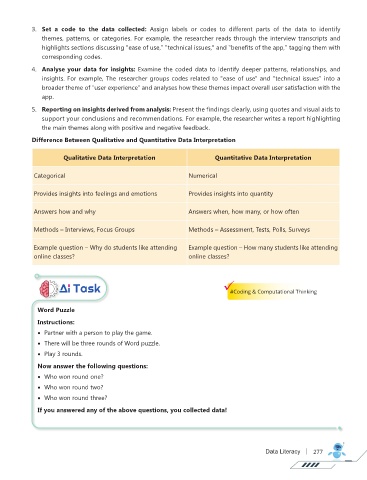 3. Set a code to the data collected: Assign labels or codes to different parts of the data to identify
themes, patterns, or categories. For example, the researcher reads through the interview transcripts and
highlights sections discussing "ease of use," "technical issues," and "benefits of the app," tagging them with
corresponding codes.
4. Analyse your data for insights: Examine the coded data to identify deeper patterns, relationships, and
insights. For example, The researcher groups codes related to "ease of use" and "technical issues" into a
broader theme of "user experience" and analyses how these themes impact overall user satisfaction with the
app.
5. Reporting on insights derived from analysis: Present the findings clearly, using quotes and visual aids to
support your conclusions and recommendations. For example, the researcher writes a report highlighting
the main themes along with positive and negative feedback.
Difference Between Qualitative and Quantitative Data Interpretation
Qualitative Data Interpretation Quantitative Data Interpretation
Categorical Numerical
Provides insights into feelings and emotions Provides insights into quantity
Answers how and why Answers when, how many, or how often
Methods – Interviews, Focus Groups Methods – Assessment, Tests, Polls, Surveys
Example question – Why do students like attending Example question – How many students like attending
online classes? online classes?
Ai Task
#Coding & Computational Thinking
Word Puzzle
Instructions:
• Partner with a person to play the game.
• There will be three rounds of Word puzzle.
• Play 3 rounds.
Now answer the following questions:
• Who won round one?
• Who won round two?
• Who won round three?
If you answered any of the above questions, you collected data!
Data Literacy | 277